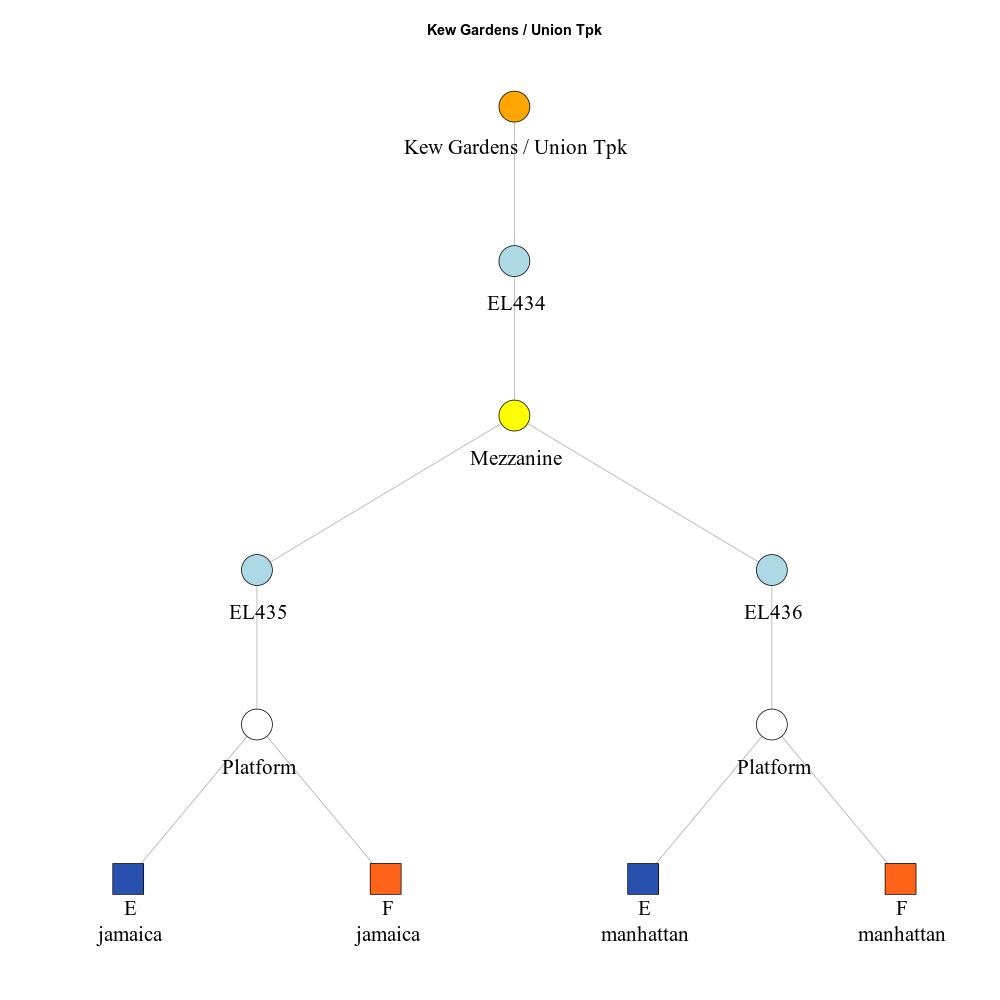 Kew Gardens / Union Tpk
Kew Gardens / Union Tpk
EL434
Mezzanine
EL435
EL436
Platform
Platform
E
jamaica
F
jamaica
E
manhattan
F
manhattan